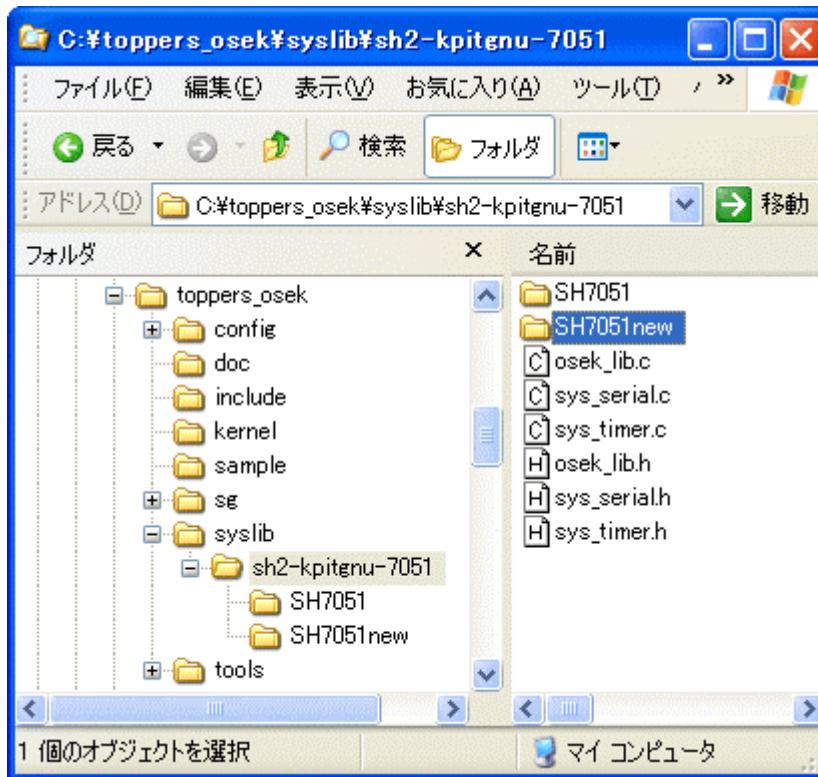 C:¥toppers_osek¥syslib¥sh2-kpitgnu-7051
ファイル(F) 編集(E) 表示(V) お気に入り(A) ツール(T) »
戻る 検索 フォルダ
アドレス(D) C:¥toppers_osek¥syslib¥sh2-kpitgnu-7051 移動
フォルダ × 名前
toppers_osek
config
doc
include
kernel
sample
sg
syslib
sh2-kpitgnu-7051
SH7051
SH7051new
tools
SH7051
SH7051new
osek_lib.c
sys_serial.c
sys_timer.c
osek_lib.h
sys_serial.h
sys_timer.h
1 個のオブジェクトを選択 マイ コンピュータ